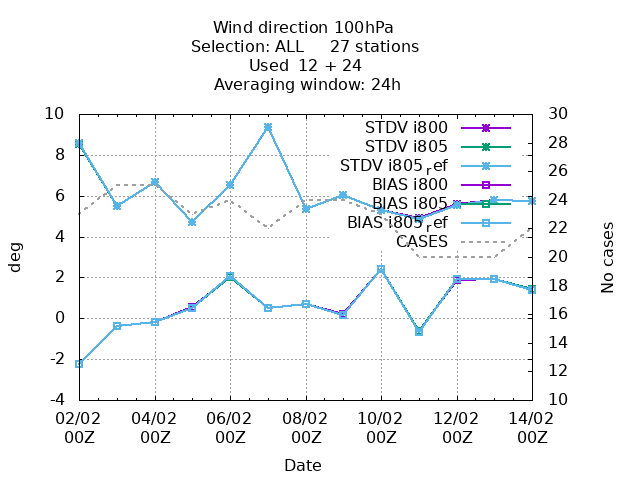 Wind direction 100hPa
Selection: ALL     27 stations
Used  12 + 24
Averaging window: 24h
10
8
6
4
2
0
-2
-4
deg
30
28
26
24
22
20
18
16
14
12
10
No cases
STDV i800
STDV i805
STDV i805_ref
BIAS i800
BIAS i805
BIAS i805_ref
CASES
02/02 04/02 06/02 08/02 10/02 12/02 14/02
00Z 00Z 00Z 00Z 00Z 00Z 00Z
Date